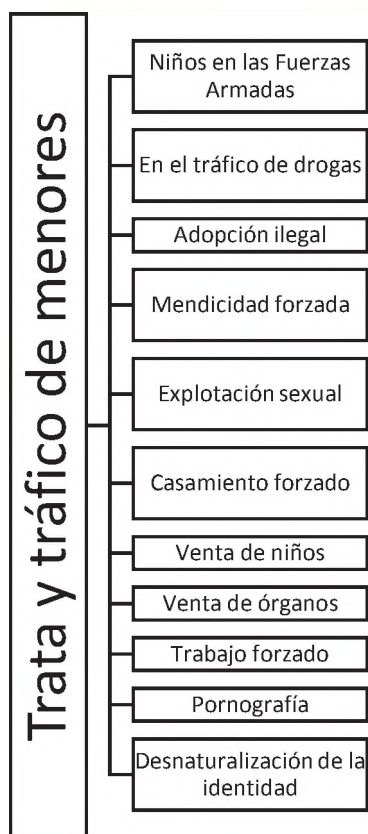 Trata y tráfico de menores
Niños en las Fuerzas
Armadas
En el tráfico de drogas
Adopción ilegal
Mendicidad forzada
Explotación sexual
Casamiento forzado
Venta de niños
Venta de órganos
Trabajo forzado
Pornografía
Desnaturalización de la
identidad